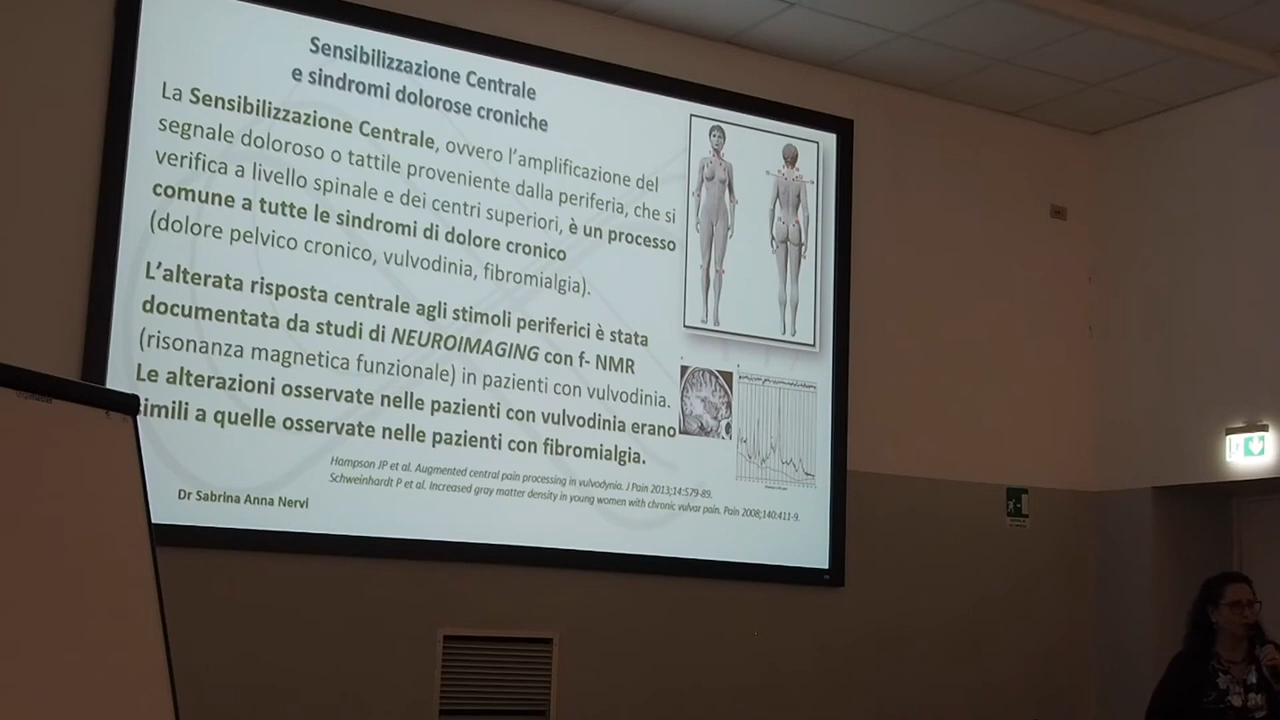 Sensibilizzazione Centrale
e sindromi dolorose croniche
La Sensibilizzazione Centrale, ovvero l'amplificazione del
segnale doloroso o tattile proveniente dalla periferia, che si
verifica a livello spinale e dei centri superiori, è un processo
comune a tutte le sindromi di dolore cronico
(dolore pelvico cronico, vulvodinia, fibromialgia).
L'alterata risposta centrale agli stimoli periferici è stata
documentata da studi di NEUROIMAGING con f- NMR
(risonanza magnetica funzionale) in pazienti con vulvodinia.
Le alterazioni osservate nelle pazienti con vulvodinia erano
simili a quelle osservate nelle pazienti con fibromialgia.
Hampson JP et al. Augmented central pain processing in vulvodynia. J Pain 2013;14:579-89.
Schweinhardt P et al. Increased gray matter density in young women with chronic vulvar pain. Pain 2008;140:411-9.
Dr Sabrina Anna Nervi